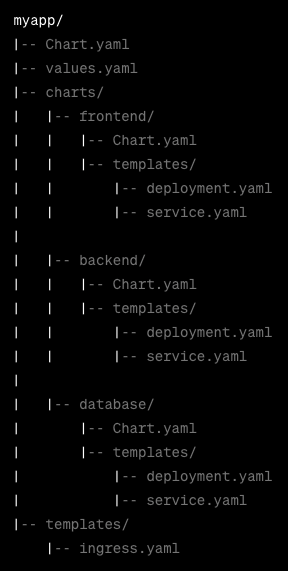 myapp/
|-- Chart.yaml
|-- values.yaml
|-- charts/
|   |-- frontend/
|   |   |-- Chart.yaml
|   |   |-- templates/
|   |       |-- deployment.yaml
|   |       |-- service.yaml
|
|   |-- backend/
|   |   |-- Chart.yaml
|   |   |-- templates/
|   |       |-- deployment.yaml
|   |       |-- service.yaml
|
|   |-- database/
|       |-- Chart.yaml
|       |-- templates/
|           |-- deployment.yaml
|           |-- service.yaml
|-- templates/
    |-- ingress.yaml